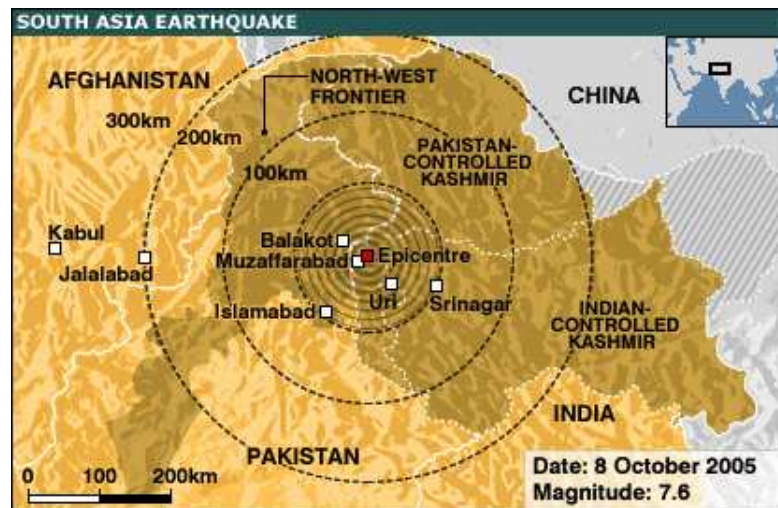 SOUTH ASIA EARTHQUAKE
AFGHANISTAN
NORTH-WEST
FRONTIER
CHINA
300km
200km
100km
PAKISTAN-
CONTROLLED
KASHMIR
Kabul
Jalalabad
Balakot
Muzaffarabad
Epicentre
Uri
Srinagar
Islamabad
INDIAN-
CONTROLLED
KASHMIR
INDIA
PAKISTAN
0 100 200km
Date: 8 October 2005
Magnitude: 7.6